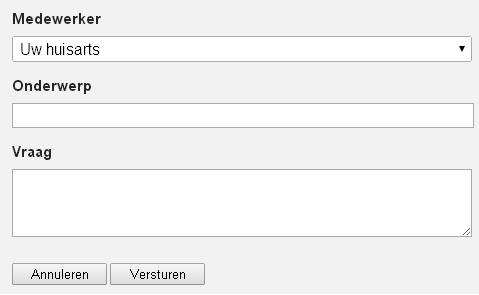 Medewerker
Uw huisarts
Onderwerp
Vraag
Annuleren Versturen